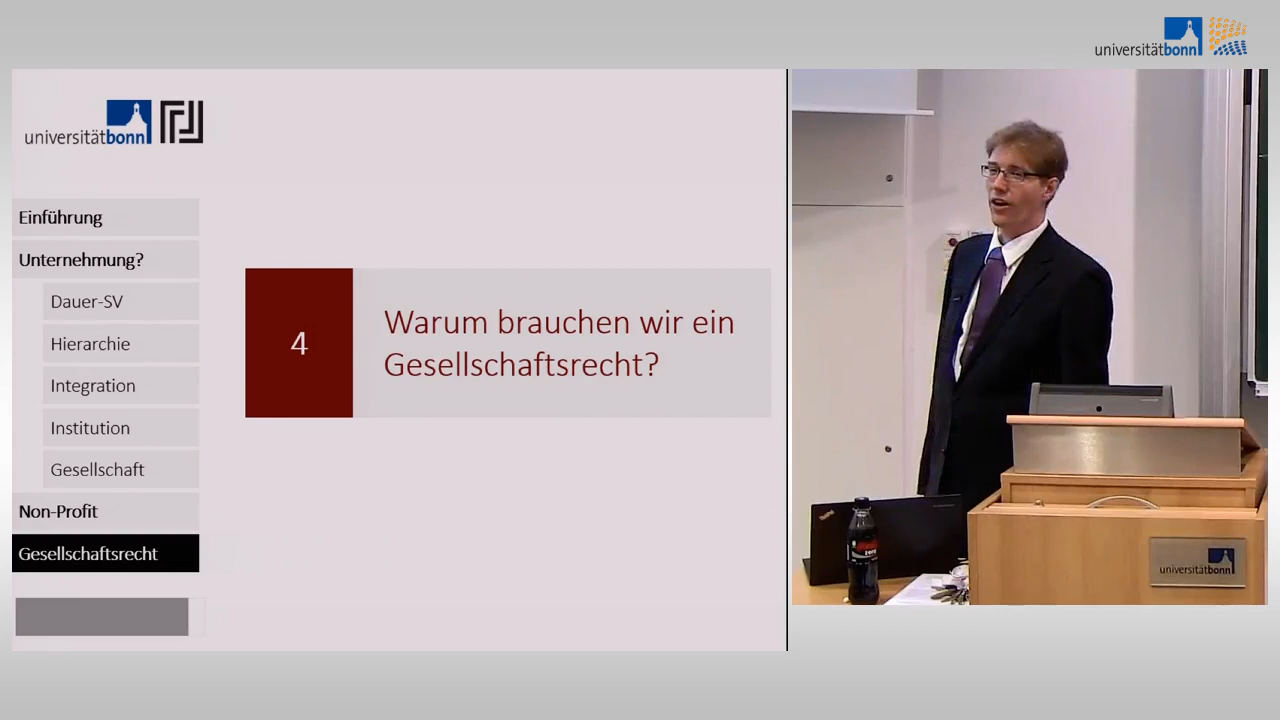 universitätbonn
universitätbonn
Einführung
Unternehmung?
Dauer-SV
Hierarchie
Integration
Institution
Gesellschaft
Non-Profit
Gesellschaftsrecht
4
Warum brauchen wir ein
Gesellschaftsrecht?
zero
universitätbonn